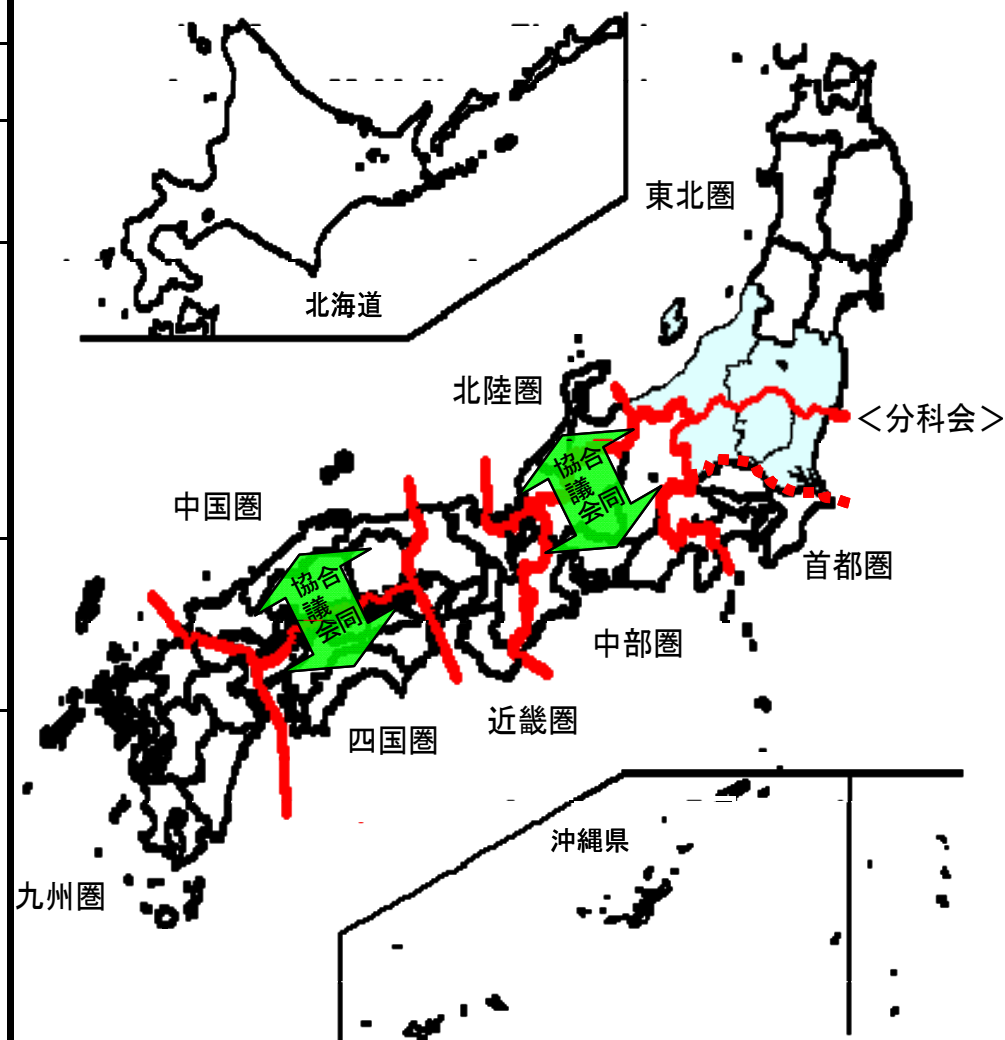 東北圏
北海道
北陸圏
<分科会>
中国圏
合同
協議会
首都圏
合同
協議会
中部圏
近畿圏
四国圏
沖縄県
九州圏